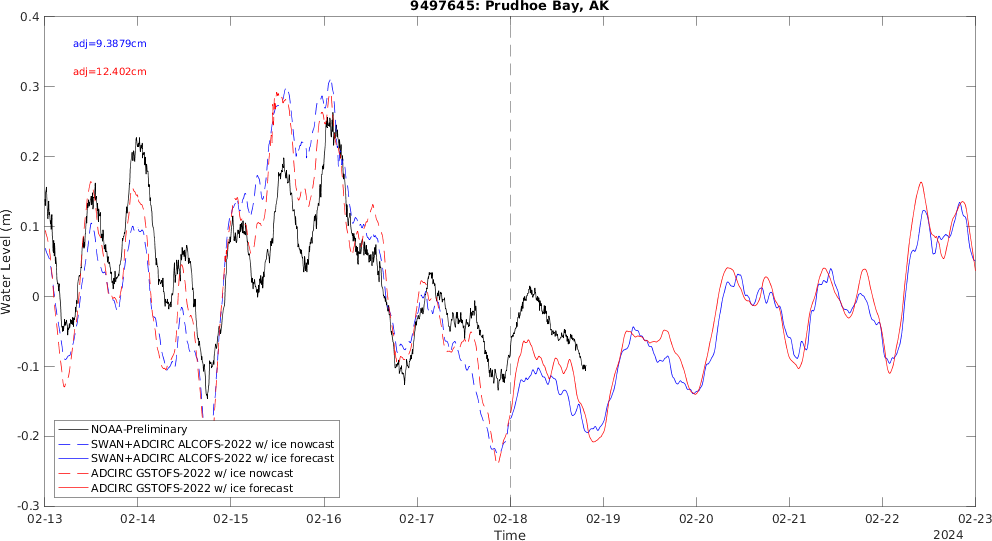 9497645: Prudhoe Bay, AK
adj=9.3879cm
adj=12.402cm
Water Level (m)
0.4
0.3
0.2
0.1
0
-0.1
-0.2
-0.3
NOAA-Preliminary
SWAN+ADCIRC ALCOFS-2022 w/ ice nowcast
SWAN+ADCIRC ALCOFS-2022 w/ ice forecast
ADCIRC GSTOFS-2022 w/ ice nowcast
ADCIRC GSTOFS-2022 w/ ice forecast
02-13 02-14 02-15 02-16 02-17 02-18 02-19 02-20 02-21 02-22 02-23
Time
2024